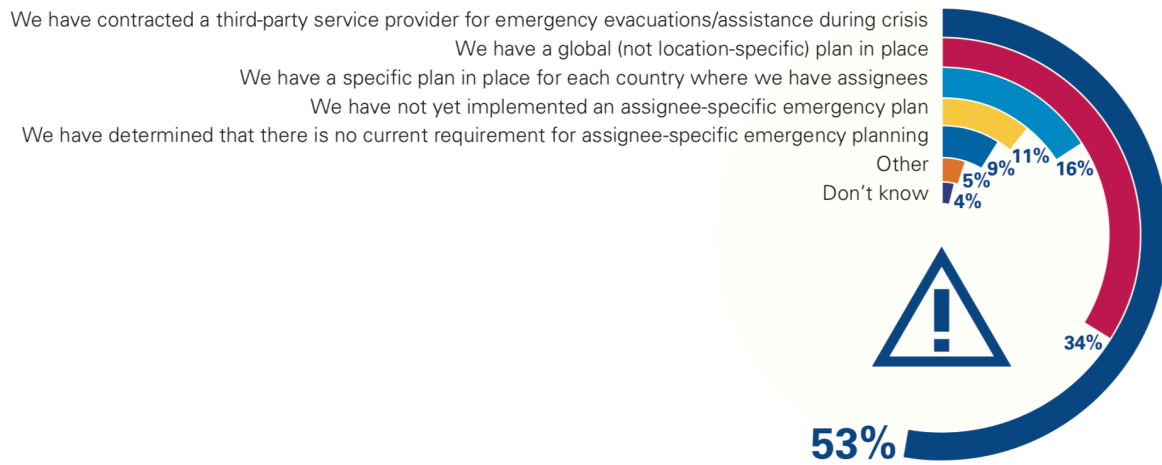 We have contracted a third-party service provider for emergency evacuations/assistance during crisis
We have a global (not location-specific) plan in place
We have a specific plan in place for each country where we have assignees
We have not yet implemented an assignee-specific emergency plan
We have determined that there is no current requirement for assignee-specific emergency planning
Other
Don’t know
4%
5%
9%
11%
16%
34%
53%